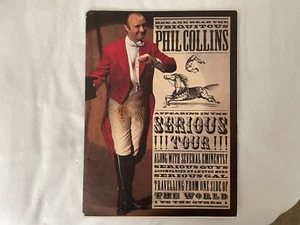 SEE AND HEAR THE
UBIQUITOUS
PHIL COLLINS
APPEARING IN THE
SERIOUS
!!! TOUR !!!
ALONG WITH SEVERAL EMINENTLY
SERIOUS GUYS
SERIOUS GAL
TRAVELLING FROM ONE SIDE OF
THE WORLD
! TO THE OTHER !